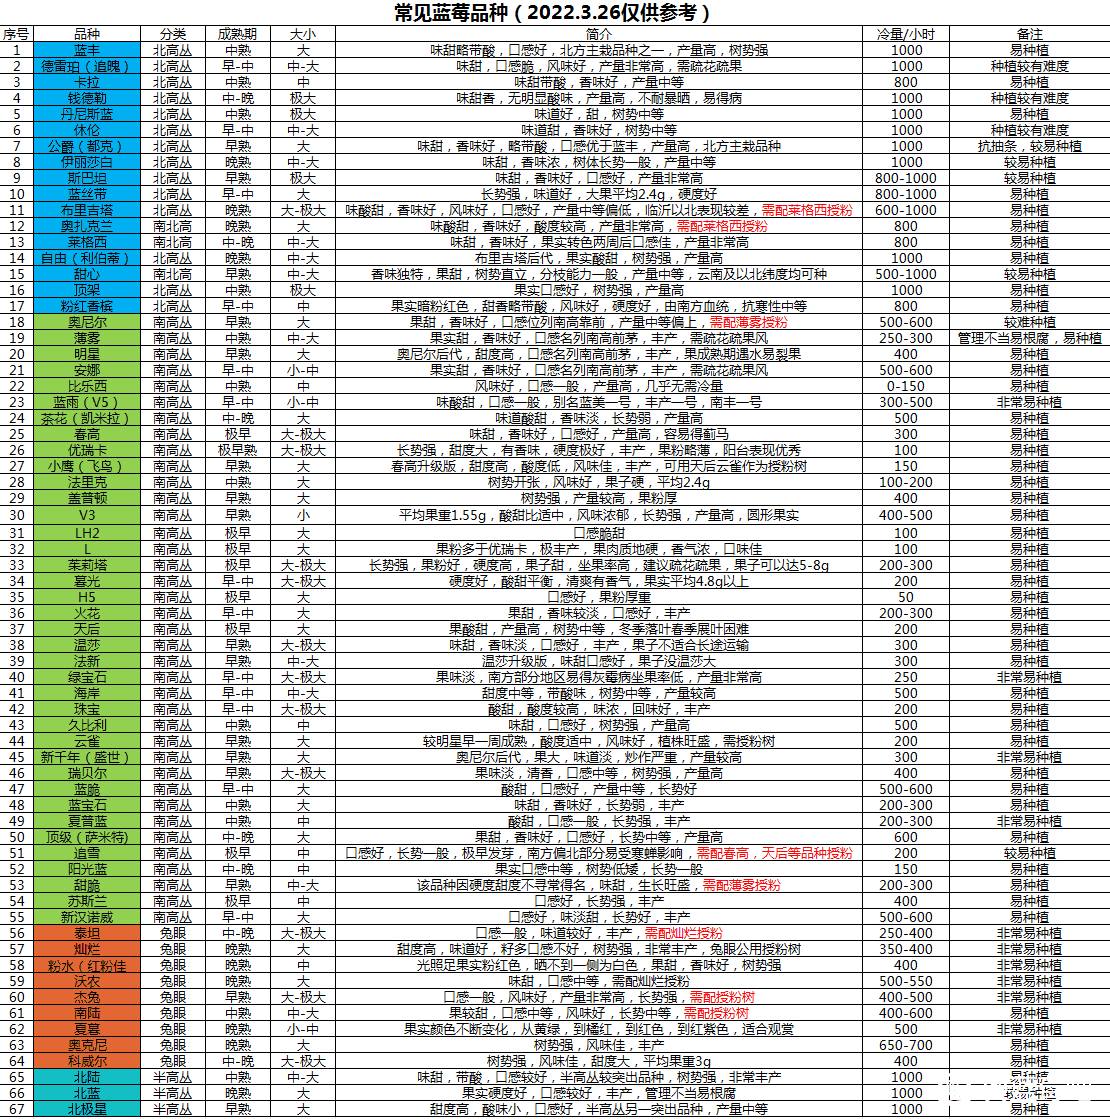 常见蓝莓品种（2022.3.26仅供参考）
序号 品种 分类 成熟期 大小 简介 冷量/小时 备注
1 蓝丰 北高丛 中熟 大 味甜略带酸，口感好，北方主栽品种之一，产量高，树势强 1000 易种植
2 德雷珀（追魄） 北高丛 早-中 中-大 味甜，口感脆，风味好，产量非常高，需疏花疏果 1000 种植较有难度
3 卡拉 北高丛 中熟 中 味甜带酸，香味好，产量中等 800 易种植
4 钱德勒 北高丛 中-晚 极大 味甜香，无明显酸味，产量高，不耐暴晒，易得病 1000 种植较有难度
5 丹尼斯蓝 北高丛 中熟 极大 味道好，甜，树势中等 1000 易种植
6 休伦 北高丛 早-中 中-大 味道甜，香味好，树势中等 1000 种植较有难度
7 公爵（都克） 北高丛 早熟 大 味甜，香味好，略带酸，口感优于蓝丰，产量高，北方主栽品种 1000 抗抽条，较易种植
8 伊丽莎白 北高丛 晚熟 中-大 味甜，香味浓，树体长势一般，产量中等 1000 较易种植
9 斯巴坦 北高丛 早熟 极大 味甜，香味好，口感好，产量非常高 800-1000 较易种植
10 蓝丝带 北高丛 早-中 大 长势强，味道好，大果平均2.4g，硬度好 800-1000 易种植
11 布里吉塔 北高丛 晚熟 大-极大 味酸甜，香味好，风味好，口感好，产量中等偏低，临沂以北表现较差，需配莱格西授粉 600-1000 易种植
12 奥扎克兰 南北高 晚熟 大 味酸甜，香味好，酸度较高，产量非常高，需配莱格西授粉 800 易种植
13 莱格西 南北高 中-晚 中-大 味甜，香味好，果实转色两周后口感佳，产量非常高 800 易种植
14 自由（利伯蒂） 北高丛 晚熟 中-大 布里吉塔后代，果实酸甜，树势强，产量高 1000 易种植
15 甜心 南北高 早熟 中-大 香味独特，果甜，树势直立，分枝能力一般，产量中等，云南及以北纬度均可种 500-1000 较易种植
16 顶架 北高丛 中熟 极大 果实口感好，树势强，产量高 1000 易种植
17 粉红香槟 北高丛 早-中 中 果实暗粉红色，甜香略带酸，风味好，硬度好，由南方血统，抗寒性中等 800 易种植
18 奥尼尔 南高丛 早熟 大 果甜，香味好，口感位列南高靠前，产量中等偏上，需配薄雾授粉 500-600 较难种植
19 薄雾 南高丛 中熟 中-大 果实甜，香味好，口感名列南高前茅，丰产，需疏花疏果风 250-300 管理不当易根腐，易种植
20 明星 南高丛 早熟 大 奥尼尔后代，甜度高，口感名列南高前茅，丰产，果成熟期遇水易裂果 400 易种植
21 安娜 南高丛 早-中 小-中 果实甜，香味好，口感名列南高前茅，丰产，需疏花疏果风 500-600 易种植
22 比乐西 南高丛 中熟 中 风味好，口感一般，产量高，几乎无需冷量 0-150 易种植
23 蓝雨（V5） 南高丛 早-中 小-中 味酸甜，口感一般，别名蓝美一号，丰产一号，南丰一号 300-500 非常易种植
24 茶花（凯米拉） 南高丛 中-晚 大 味道酸甜，香味淡，长势弱，产量高 500 易种植
25 春高 南高丛 极早 大-极大 味甜，香味好，口感好，产量高，容易得蓟马 300 易种植
26 优瑞卡 南高丛 极早熟 大-极大 长势强，甜度大，有香味，硬度极好，丰产，果粉略薄，阳台表现优秀 100 易种植
27 小鹰（飞鸟） 南高丛 早熟 大 春高升级版，甜度高，酸度低，风味佳，丰产，可用天后云雀作为授粉树 150 易种植
28 法里克 南高丛 中熟 大 树势开张，风味好，果子硬，平均2.4g 100-200 易种植
29 盖普顿 南高丛 早熟 大 树势强，产量较高，果粉厚 400 易种植
30 V3 南高丛 早熟 小 平均果重1.55g，酸甜比适中，风味浓郁，长势强，产量高，圆形果实 400-500 易种植
31 LH2 南高丛 极早 大 口感脆甜 100 易种植
32 L 南高丛 极早 大 果粉多于优瑞卡，极丰产，果肉质地硬，香气浓，口味佳 100 易种植
33 茱莉塔 南高丛 极早 大-极大 长势强，果粉好，硬度高，果子甜，坐果率高，建议疏花疏果，果子可以达5-8g 200-300 易种植
34 暮光 南高丛 早-中 大 硬度好，酸甜平衡，清爽有香气，果实平均4.8g以上 200 易种植
35 H5 南高丛 极早 大 口感好，果粉厚重 50 易种植
36 火花 南高丛 早-中 大 果甜，香味较淡，口感好，丰产 200-300 易种植
37 天后 南高丛 极早 大 果酸甜，产量高，树势中等，冬季落叶春季展叶困难 200 易种植
38 温莎 南高丛 早熟 大-极大 味甜，香味淡，口感好，丰产，果子不适合长途运输 300 易种植
39 法新 南高丛 早熟 中-大 温莎升级版，味甜口感好，果子没温莎大 300 易种植
40 绿宝石 南高丛 早-中 大-极大 果味淡，南方部分地区易得灰霉病坐果率低，产量非常高 250 非常易种植
41 海岸 南高丛 早-中 中-大 甜度中等，带酸味，树势中等，产量较高 500 易种植
42 珠宝 南高丛 早-中 大-极大 酸甜，酸度较高，味浓，回味好，丰产 200 易种植
43 久比利 南高丛 中熟 中 味甜，口感好，树势强，产量高 500 易种植
44 云雀 南高丛 早熟 大 较明星早一周成熟，酸度适中，风味好，植株旺盛，需授粉树 200 易种植
45 新千年（盛世） 南高丛 早熟 大 奥尼尔后代，果大，味道淡，炒作严重，产量较高 300 非常易种植
46 瑞贝尔 南高丛 早熟 大-极大 果味淡，清香，口感中等，树势强，产量高 400 易种植
47 蓝脆 南高丛 早-中 大 酸甜，口感好，产量中等，长势好 500-600 易种植
48 蓝宝石 南高丛 中熟 大 味甜，香味好，长势弱，丰产 200-300 易种植
49 夏普蓝 南高丛 中熟 中 酸甜，口感一般，长势强，丰产 200-300 非常易种植
50 顶级（萨米特) 南高丛 中-晚 大 果甜，香味好，口感好，长势中等，产量高 600 易种植
51 追雪 南高丛 极早 中 口感好，长势一般，极早发芽，南方偏北部分易受寒蝉影响，需配春高，天后等品种授粉 200 较易种植
52 阳光蓝 南高丛 中-晚 中 果实口感中等，树势低矮，长势一般 150 易种植
53 甜脆 南高丛 早熟 中-大 该品种因硬度甜度不寻常得名，味甜，生长旺盛，需配薄雾授粉 200-300 易种植
54 苏斯兰 南高丛 极早 中 口感好，长势强，丰产 400 易种植
55 新汉诺威 南高丛 早-中 大 口感好，味淡甜，长势好，丰产 500-600 易种植
56 泰坦 兔眼 中-晚 大-极大 口感一般，味道较好，丰产，需配灿烂授粉 250-400 非常易种植
57 灿烂 兔眼 晚熟 大 甜度高，味道好，籽多口感不好，树势强，非常丰产，兔眼公用授粉树 350-400 非常易种植
58 粉水（红粉佳 兔眼 晚熟 中 光照足果实粉红色，晒不到一侧为白色，果甜，香味好，树势强 400 非常易种植
59 沃农 兔眼 晚熟 大 味甜，口感中等，需配灿烂授粉 500-550 非常易种植
60 杰兔 兔眼 早熟 大-极大 口感一般，风味好，产量非常高，长势强，需配授粉树 400-500 非常易种植
61 南陆 兔眼 中熟 中-大 果较甜，口感中等，风味好，长势中等，需配授粉树 400-600 易种植
62 夏暮 兔眼 晚熟 小-中 果实颜色不断变化，从黄绿，到橘红，到红色，到红紫色，适合观赏 500 非常易种植
63 奥克尼 兔眼 晚熟 大 树势强，风味佳，丰产 650-700 易种植
64 科威尔 兔眼 中-晚 大-极大 树势强，风味佳，甜度大，平均果重3g 400 易种植
65 北陆 半高丛 中熟 中-大 味甜，带酸，口感较好，半高丛较突出品种，树势强，非常丰产 1000 易种植
66 北蓝 半高丛 晚熟 大 果实硬度好，口感较好，丰产，管理不当易根腐 1000
67 北极星 半高丛 早熟 大 甜度高，酸味小，口感好，半高丛另一突出品种，产量中等 1000 易种植